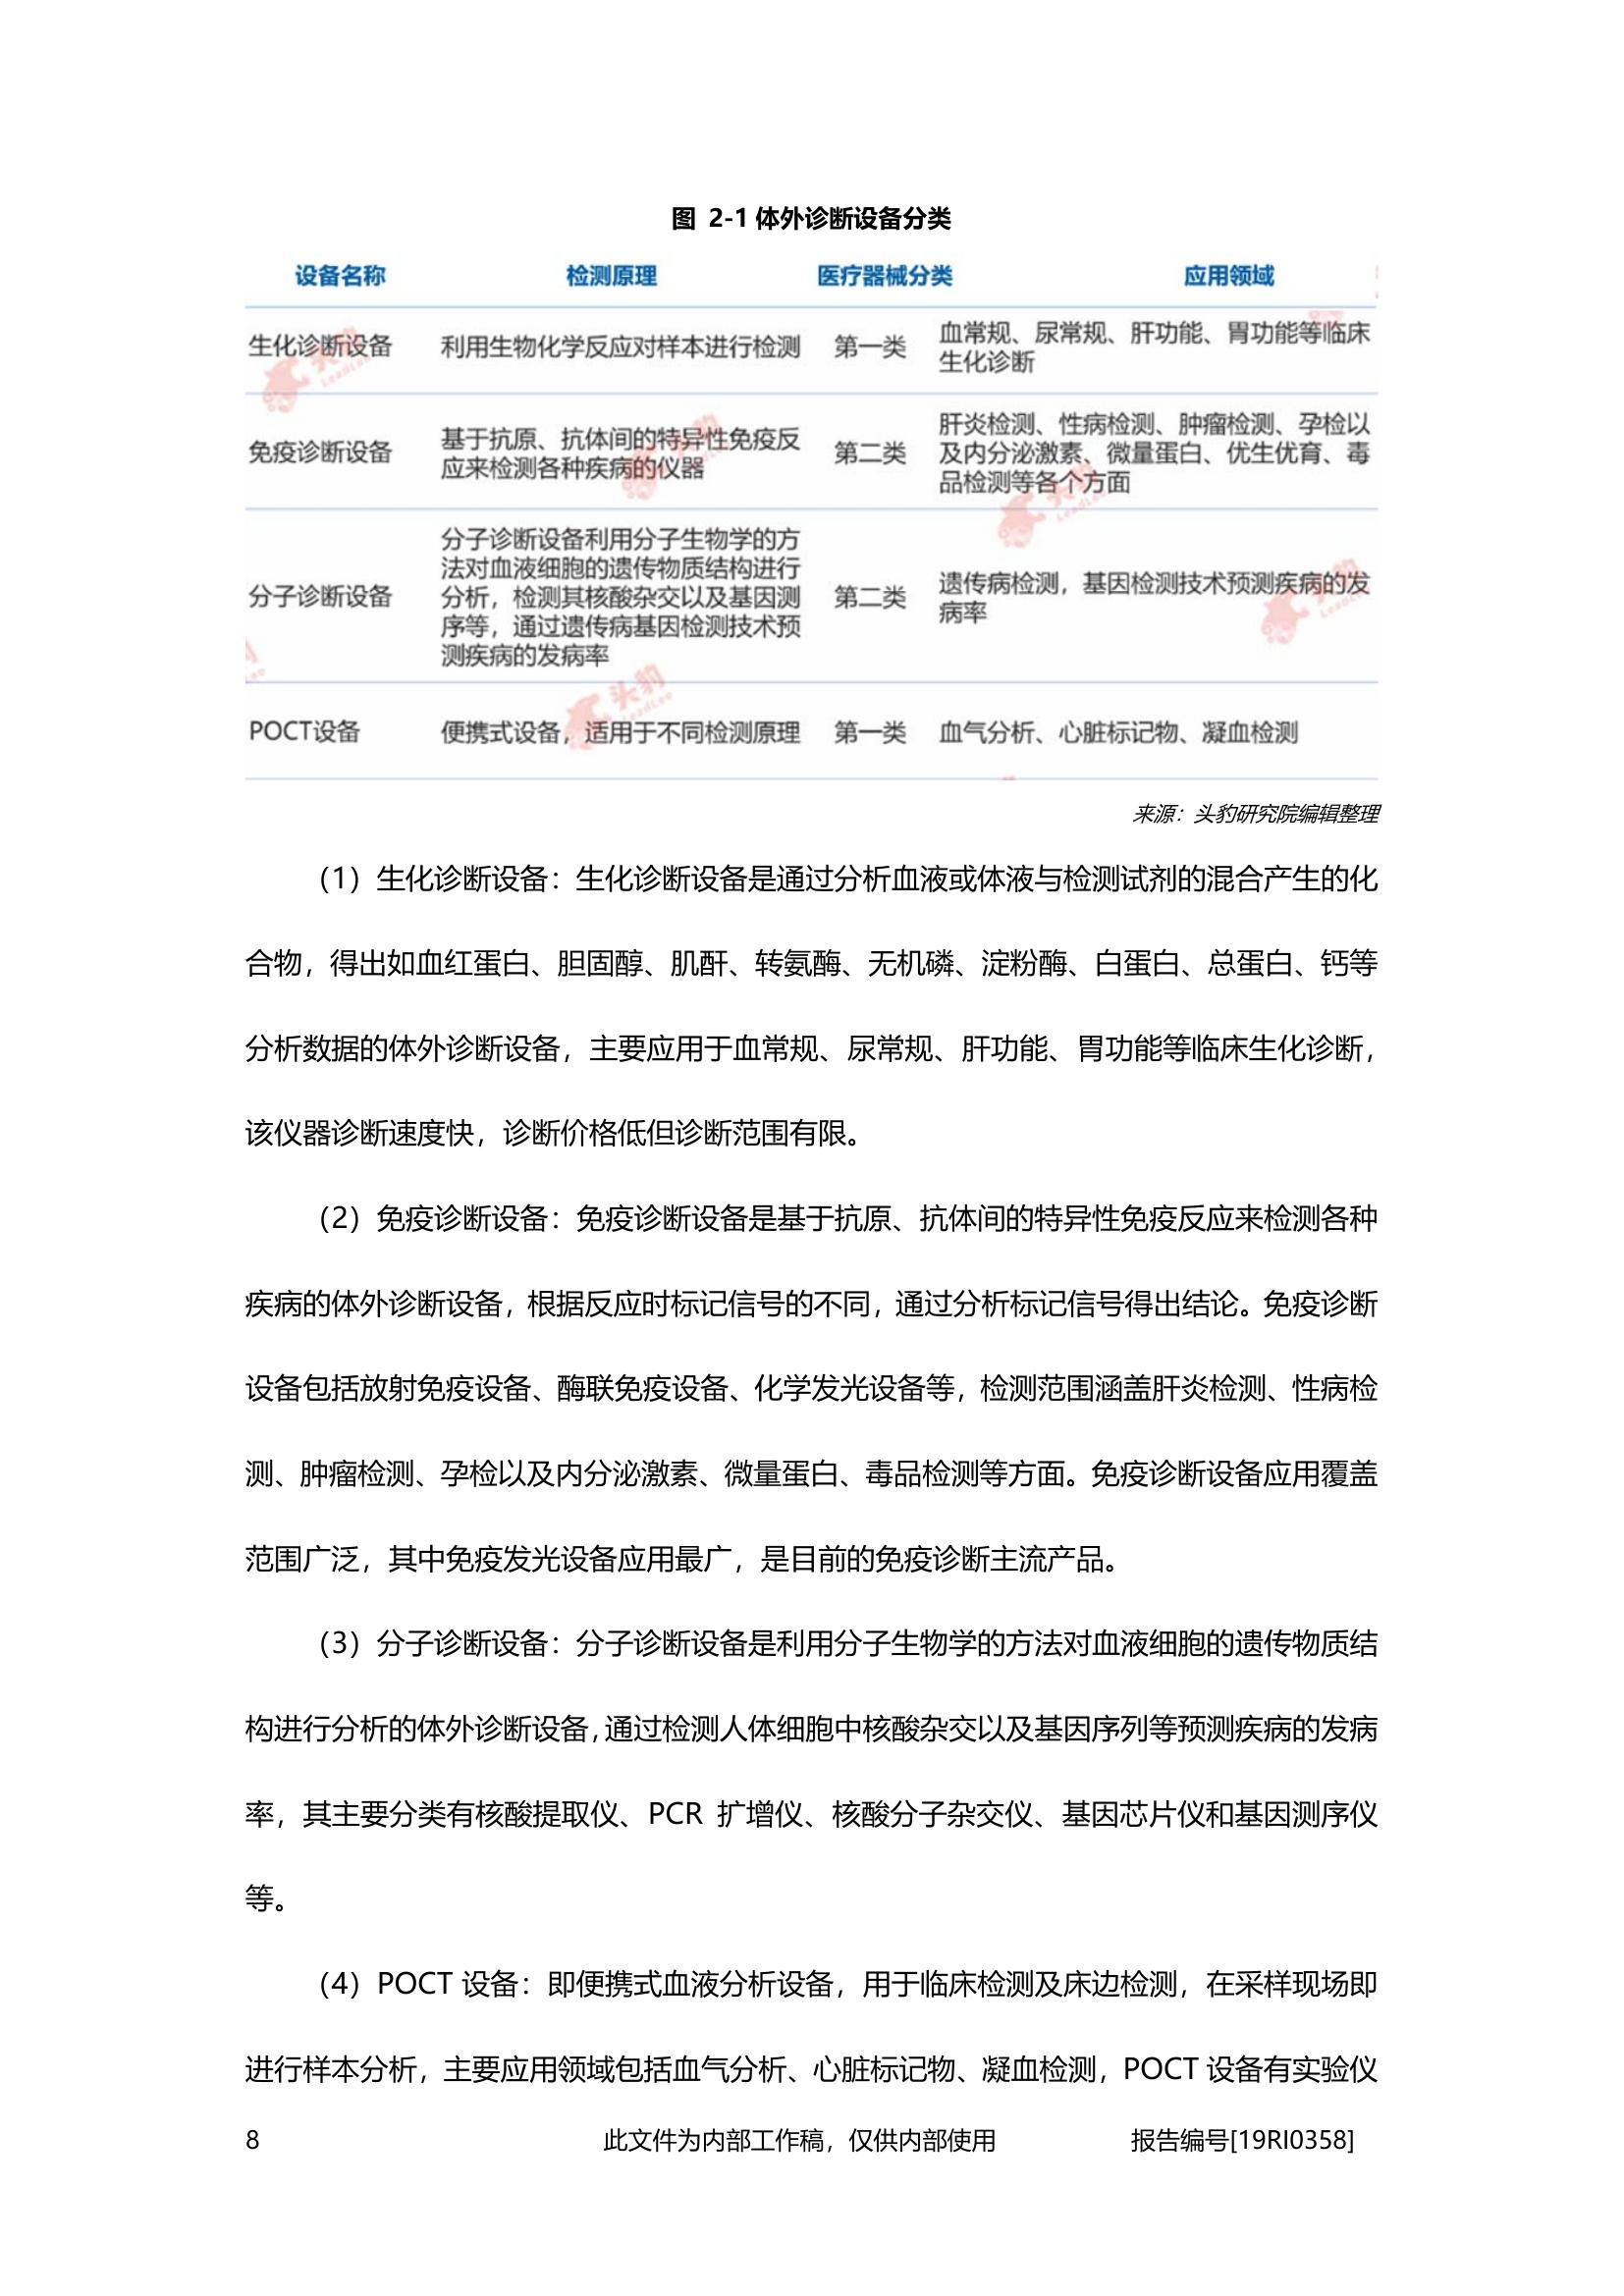 图 2-1 体外诊断设备分类
设备名称 检测原理 医疗器械分类 应用领域
生化诊断设备 利用生物化学反应对样本进行检测 第一类 血常规、尿常规、肝功能、胃功能等临床
生化诊断
免疫诊断设备 基于抗原、抗体间的特异性免疫反
应来检测各种疾病的仪器 第二类 肝炎检测、性病检测、肿瘤检测、孕检以
及内分泌激素、微量蛋白、优生优育、毒
品检测等各个方面
分子诊断设备 分子诊断设备利用分子生物学的方
法对血液细胞的遗传物质结构进行
分析，检测其核酸杂交以及基因测
序等，通过遗传病基因检测技术预
测疾病的发病率 第二类 遗传病检测，基因检测技术预测疾病的发
病率
POCT设备 便携式设备，适用于不同检测原理 第一类 血气分析、心脏标记物、凝血检测
头豹
LeadLeo
来源：头豹研究院编辑整理
（1）生化诊断设备：生化诊断设备是通过分析血液或体液与检测试剂的混合产生的化
合物，得出如血红蛋白、胆固醇、肌酐、转氨酶、无机磷、淀粉酶、白蛋白、总蛋白、钙等
分析数据的体外诊断设备，主要应用于血常规、尿常规、肝功能、胃功能等临床生化诊断，
该仪器诊断速度快，诊断价格低但诊断范围有限。
（2）免疫诊断设备：免疫诊断设备是基于抗原、抗体间的特异性免疫反应来检测各种
疾病的体外诊断设备，根据反应时标记信号的不同，通过分析标记信号得出结论。免疫诊断
设备包括放射免疫设备、酶联免疫设备、化学发光设备等，检测范围涵盖肝炎检测、性病检
测、肿瘤检测、孕检以及内分泌激素、微量蛋白、毒品检测等方面。免疫诊断设备应用覆盖
范围广泛，其中免疫发光设备应用最广，是目前的免疫诊断主流产品。
（3）分子诊断设备：分子诊断设备是利用分子生物学的方法对血液细胞的遗传物质结
构进行分析的体外诊断设备，通过检测人体细胞中核酸杂交以及基因序列等预测疾病的发病
率，其主要分类有核酸提取仪、PCR 扩增仪、核酸分子杂交仪、基因芯片仪和基因测序仪
等。
（4）POCT 设备：即便携式血液分析设备，用于临床检测及床边检测，在采样现场即
进行样本分析，主要应用领域包括血气分析、心脏标记物、凝血检测，POCT 设备有实验仪
8 此文件为内部工作稿，仅供内部使用 报告编号[19RI0358]